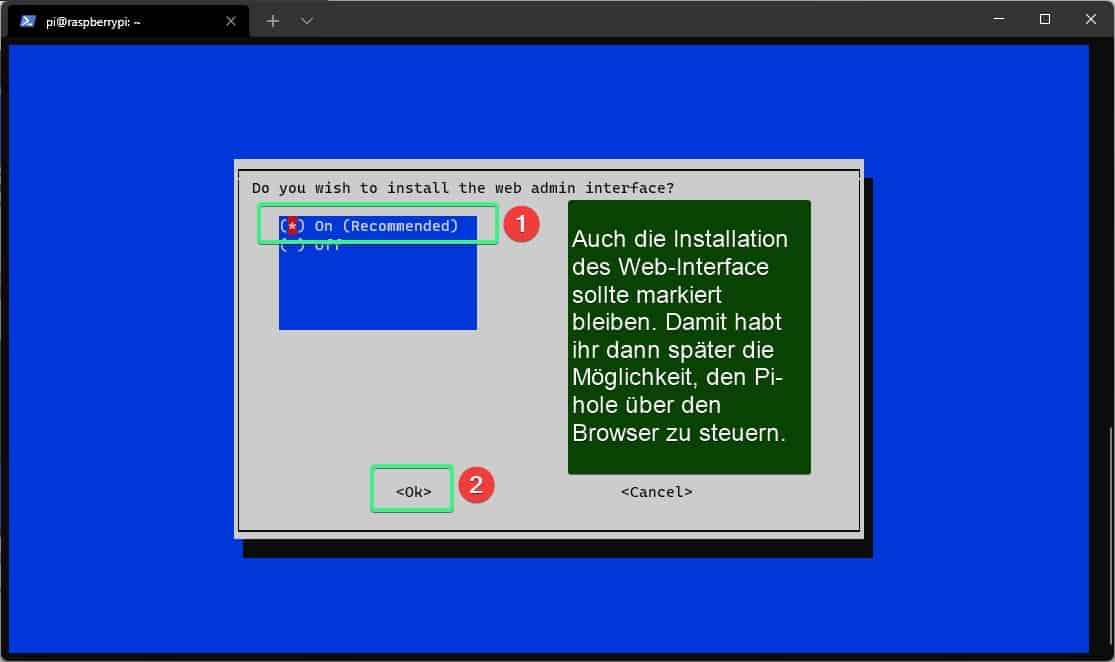 pi@raspberrypi: ~
Do you wish to install the web admin interface?
(*) On (Recommended)
1
( ) Off
Auch die Installation
des Web-Interface
sollte markiert
bleiben. Damit habt
ihr dann später die
Möglichkeit, den Pi-
hole über den
Browser zu steuern.
<Ok>
2
<Cancel>